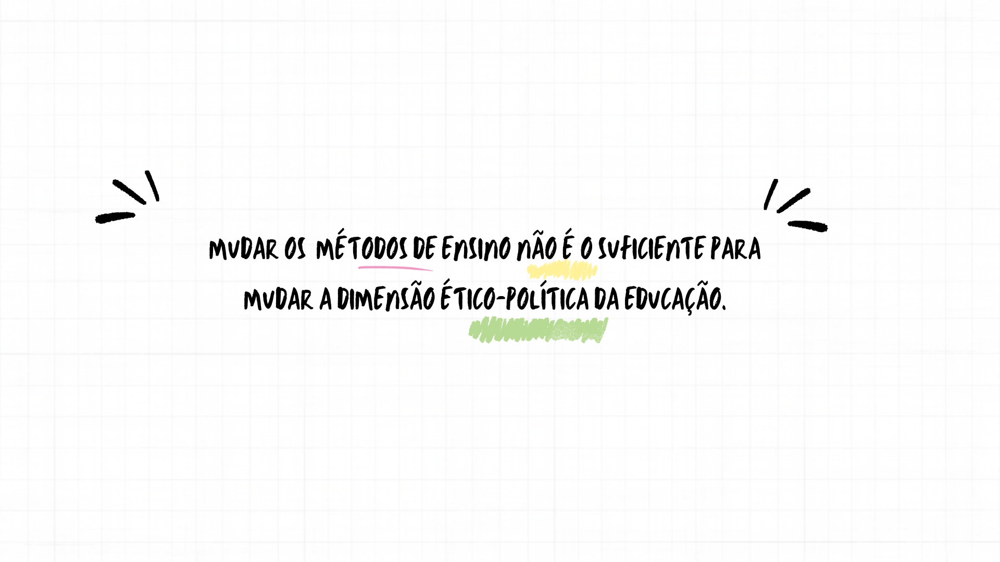 MUDAR OS MÉTODOS DE ENSINO NÃO É O SUFICIENTE PARA
MUDAR A DIMENSÃO ÉTICO-POLÍTICA DA EDUCAÇÃO.